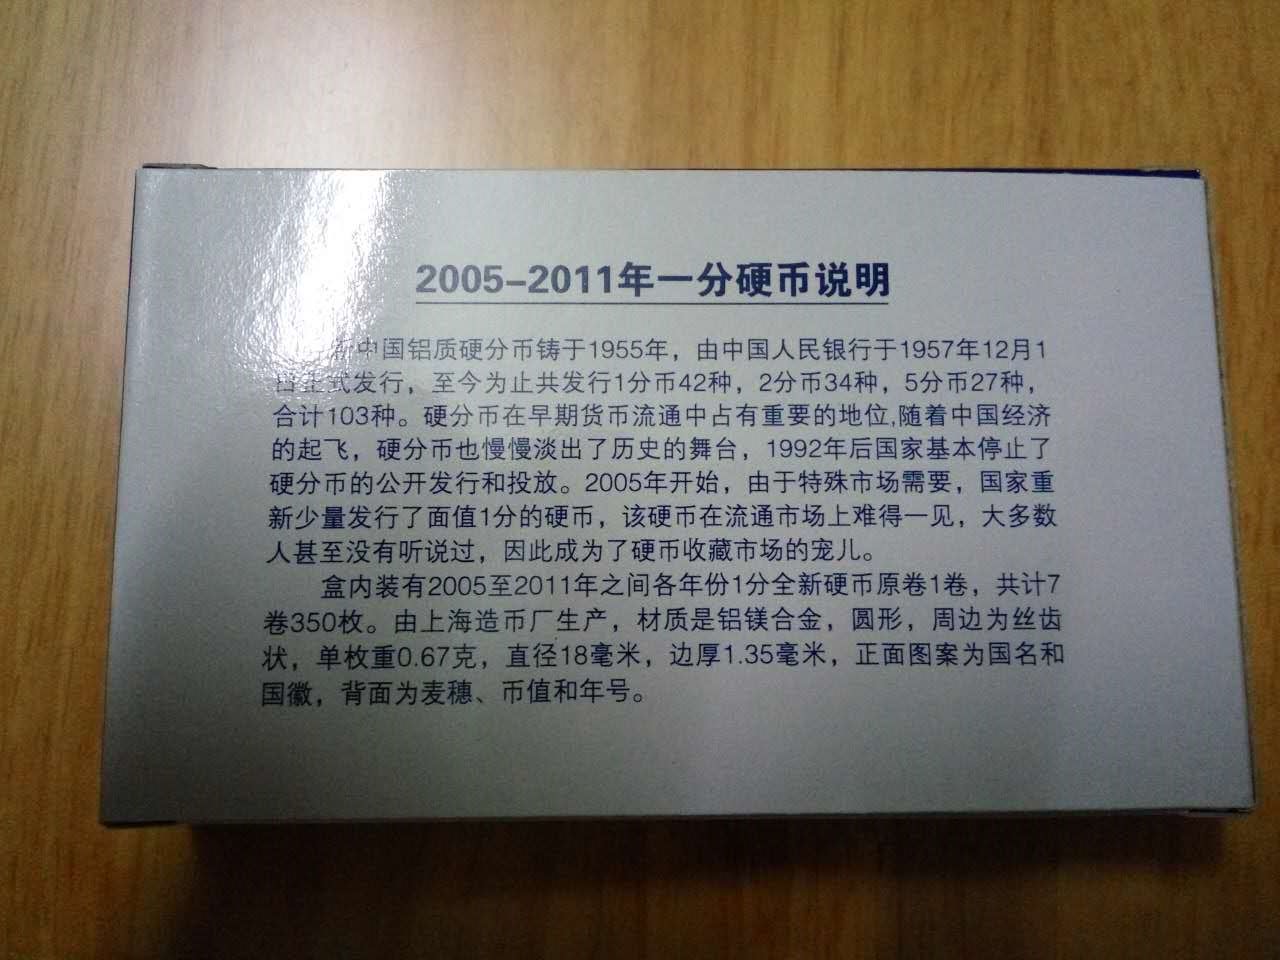 2005-2011年一分硬币说明
新中国铝质硬分币铸于1955年，由中国人民银行于1957年12月1
日正式发行，至今为止共发行1分币42种，2分币34种，5分币27种，
合计103种。硬分币在早期货币流通中占有重要的地位,随着中国经济
的起飞，硬分币也慢慢淡出了历史的舞台，1992年后国家基本停止了
硬分币的公开发行和投放。2005年开始，由于特殊市场需要，国家重
新少量发行了面值1分的硬币，该硬币在流通市场上难得一见，大多数
人甚至没有听说过，因此成为了硬币收藏市场的宠儿。
盒内装有2005至2011年之间各年份1分全新硬币原卷1卷，共计7
卷350枚。由上海造币厂生产，材质是铝镁合金，圆形，周边为丝齿
状，单枚重0.67克，直径18毫米，边厚1.35毫米，正面图案为国名和
国徽，背面为麦穗、币值和年号。